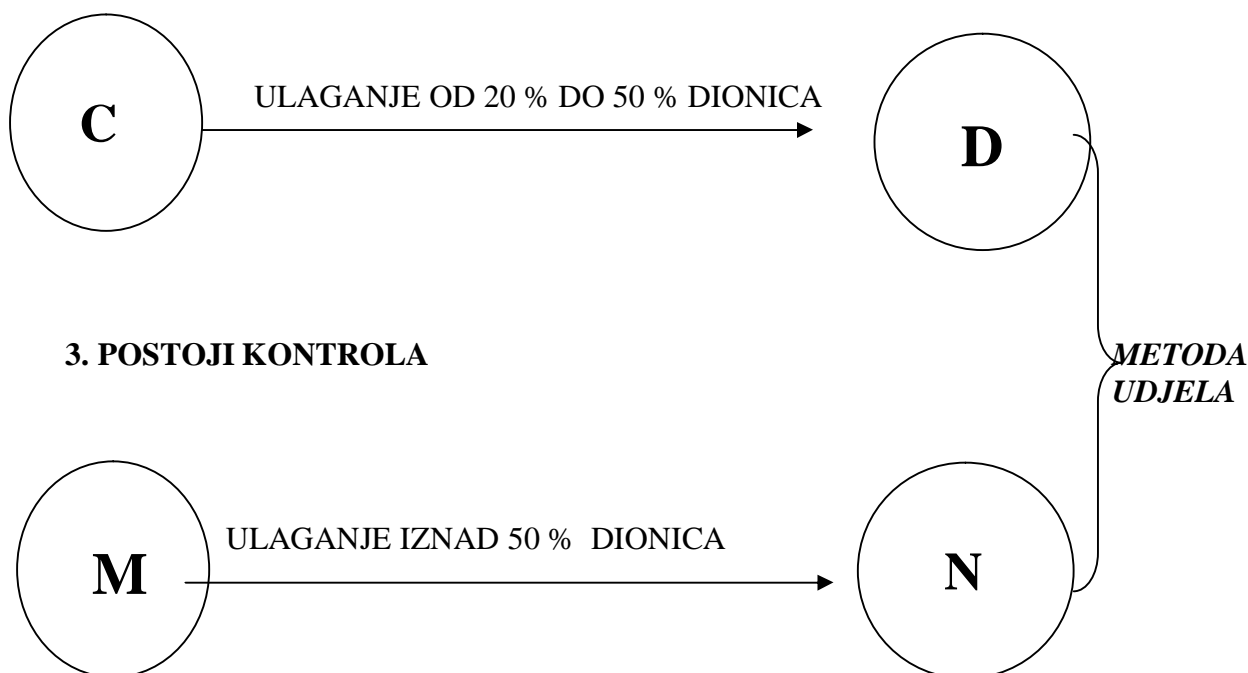 C
ULAGANJE OD 20 % DO 50 % DIONICA
D
3. POSTOJI KONTROLA
METODA
UDJELA
M
ULAGANJE IZNAD 50 % DIONICA
N